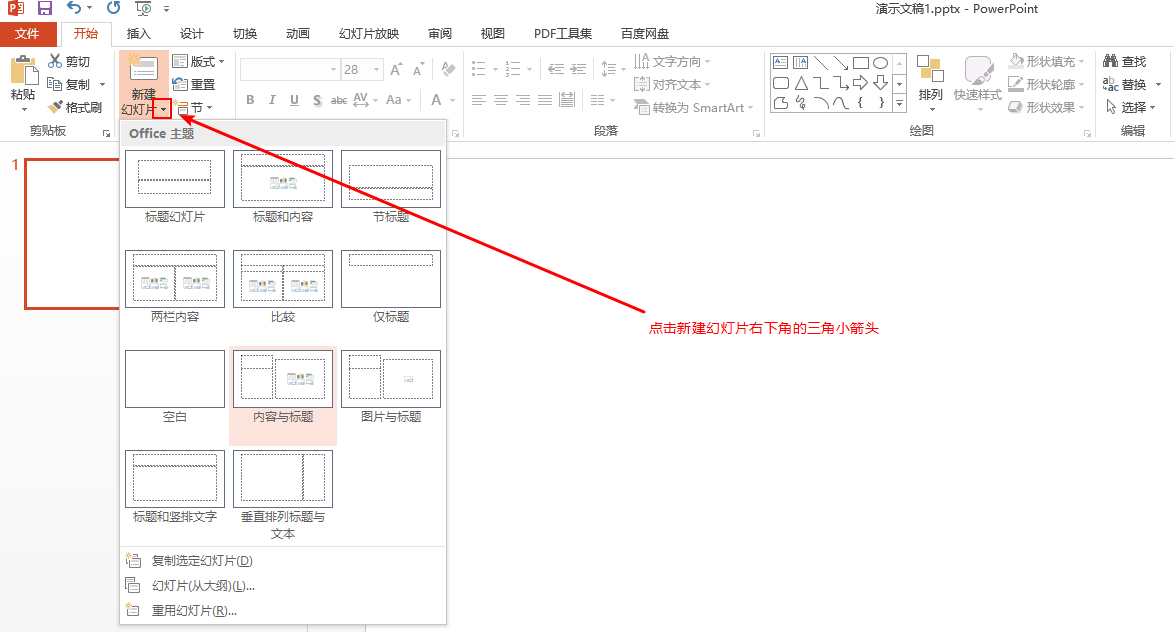 演示文稿1.pptx - PowerPoint
文件 开始 插入 设计 切换 动画 幻灯片放映 审阅 视图 PDF工具集 百度网盘
粘贴
剪切
复制
格式刷
剪贴板
新建
幻灯片
版式
重置
节
28
B I U S abc AV Aa A
文字方向
对齐文本
转换为 SmartArt
段落
排列
快速样式
形状填充
形状轮廓
形状效果
绘图
查找
替换
选择
编辑
1
Office 主题
标题幻灯片 标题和内容 节标题
两栏内容 比较 仅标题
空白 内容与标题 图片与标题
标题和竖排文字 垂直排列标题与
文本
复制选定幻灯片(D)
幻灯片(从大纲)(L)...
重用幻灯片(R)...
点击新建幻灯片右下角的三角小箭头